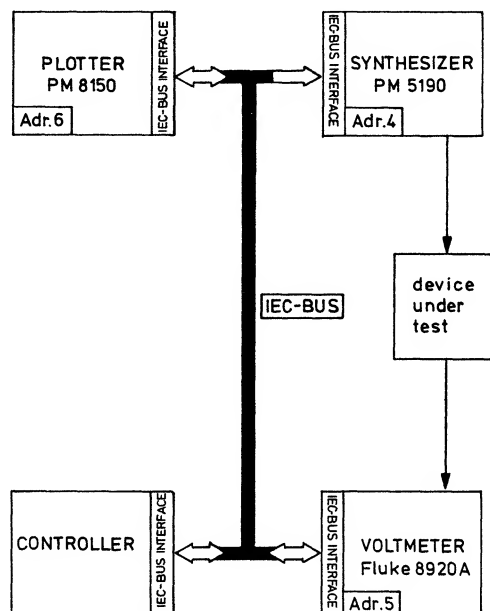 PLOTTER
PM 8150
Adr.6
IEC-BUS INTERFACE
IEC-BUS INTERFACE
SYNTHESIZER
PM 5190
Adr.4
device
under
test
IEC-BUS
CONTROLLER
IEC-BUS INTERFACE
IEC-BUS INTERFACE
VOLTMETER
Fluke 8920A
Adr.5